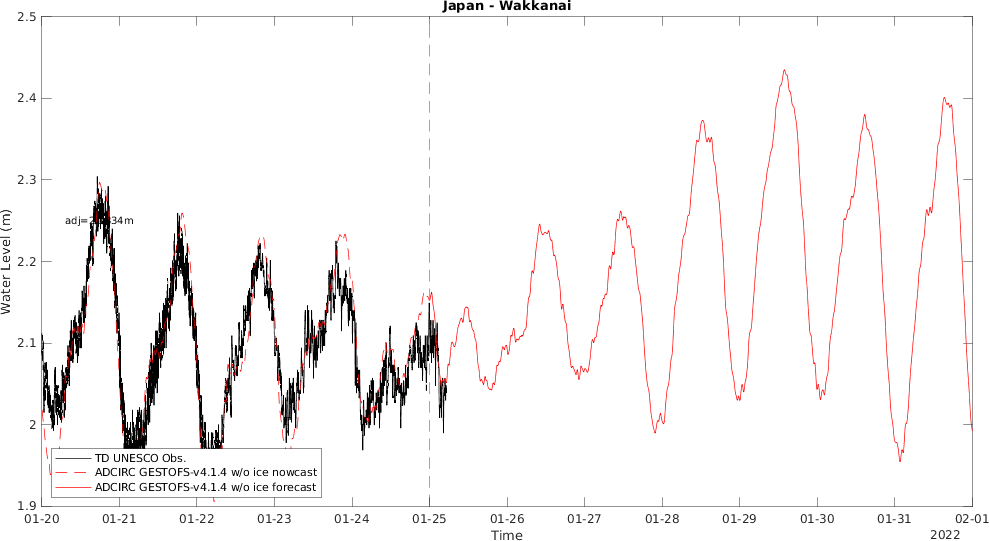 Japan - Wakkanai
2.5
2.4
2.3
2.2
2.1
2
1.9
Water Level (m)
TD UNESCO Obs.
ADCIRC GESTOFS-v4.1.4 w/o ice nowcast
ADCIRC GESTOFS-v4.1.4 w/o ice forecast
01-20 01-21 01-22 01-23 01-24 01-25 01-26 01-27 01-28 01-29 01-30 01-31 02-01
Time
2022